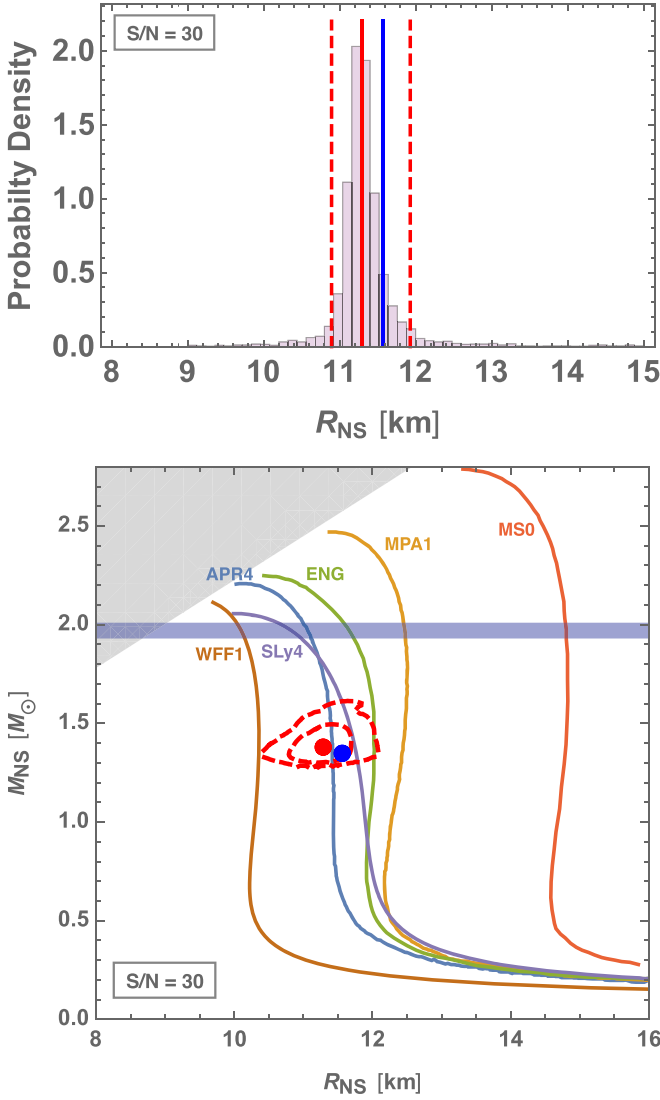 S/N = 30
Probabilty Density
2.0
1.5
1.0
0.5
0.0
8 9 10 11 12 13 14 15
R_NS [km]
M_NS [M_⊙]
2.5
2.0
1.5
1.0
0.5
0.0
APR4
ENG
MPA1
MS0
WFF1
SLy4
S/N = 30
8 10 12 14 16
R_NS [km]